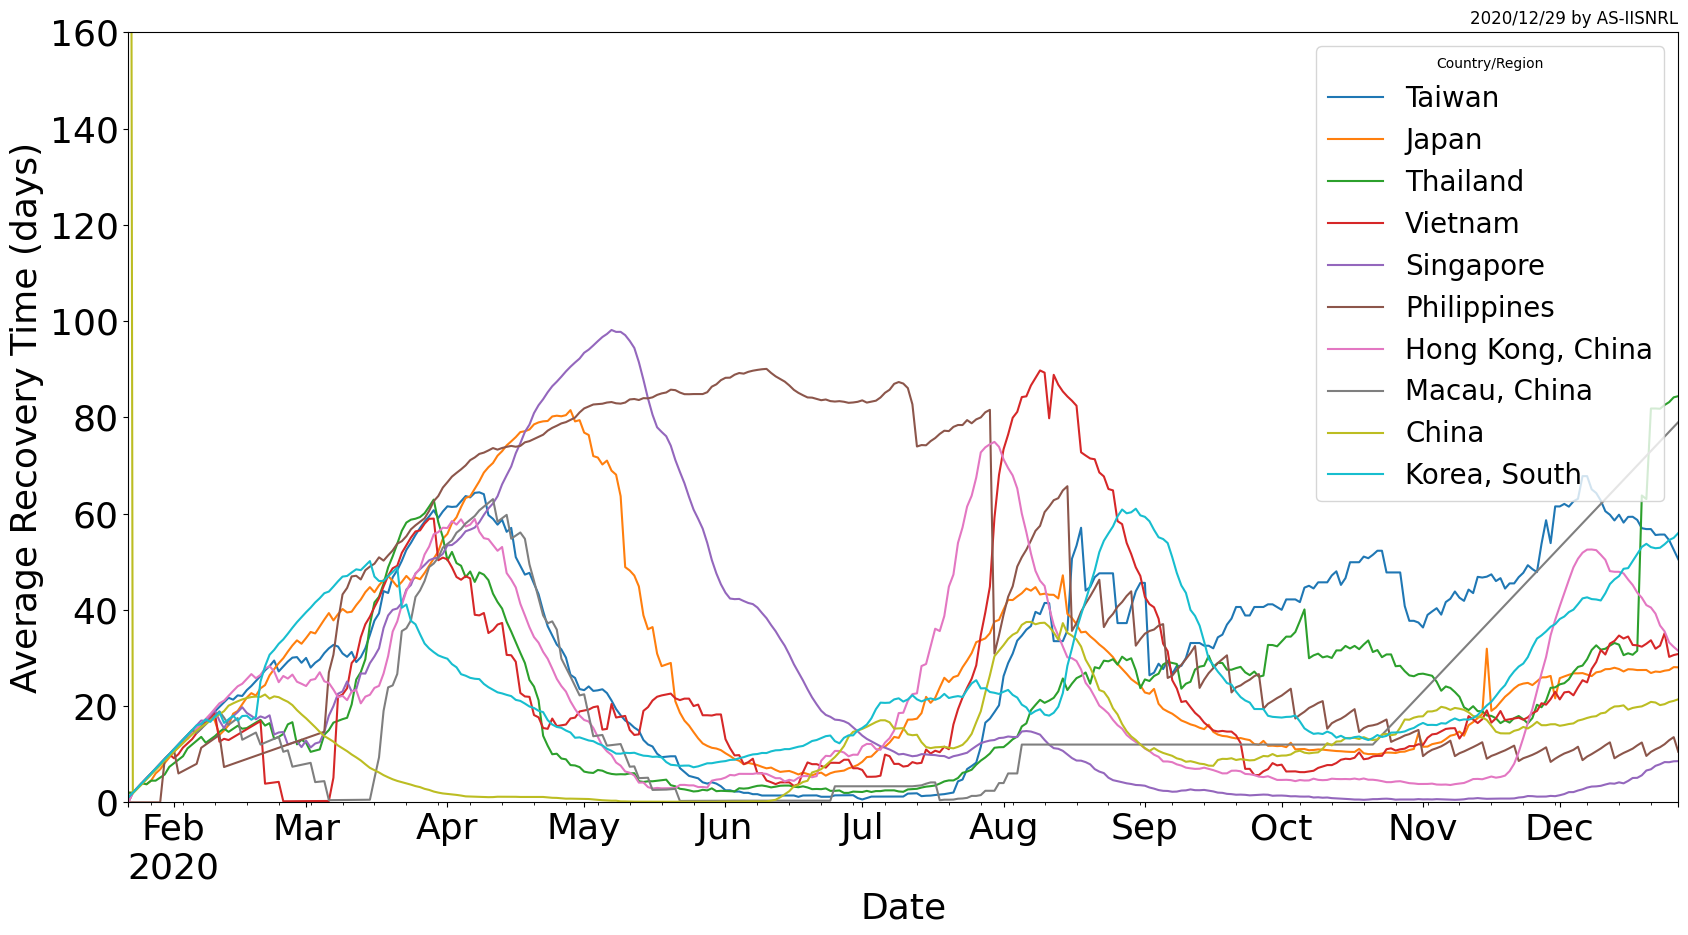 2020/12/29 by AS-IISNRL
160
140
120
100
80
60
40
20
0
Average Recovery Time (days)
Country/Region
Taiwan
Japan
Thailand
Vietnam
Singapore
Philippines
Hong Kong, China
Macau, China
China
Korea, South
Feb Mar Apr May Jun Jul Aug Sep Oct Nov Dec
2020
Date